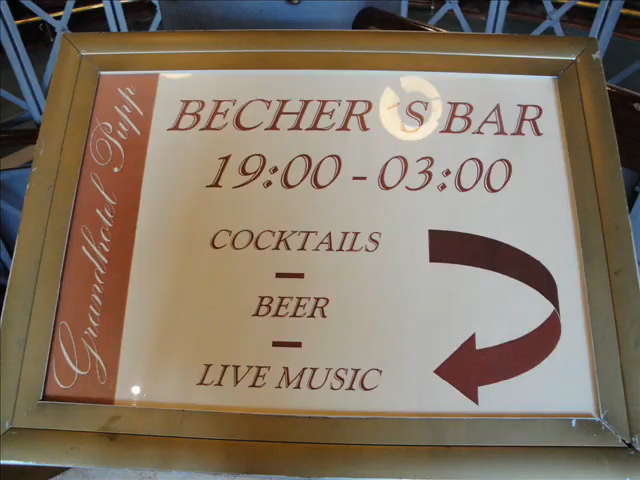 Grandhotel Pupp
BECHER´S BAR
19:00 - 03:00
COCKTAILS
-
BEER
-
LIVE MUSIC